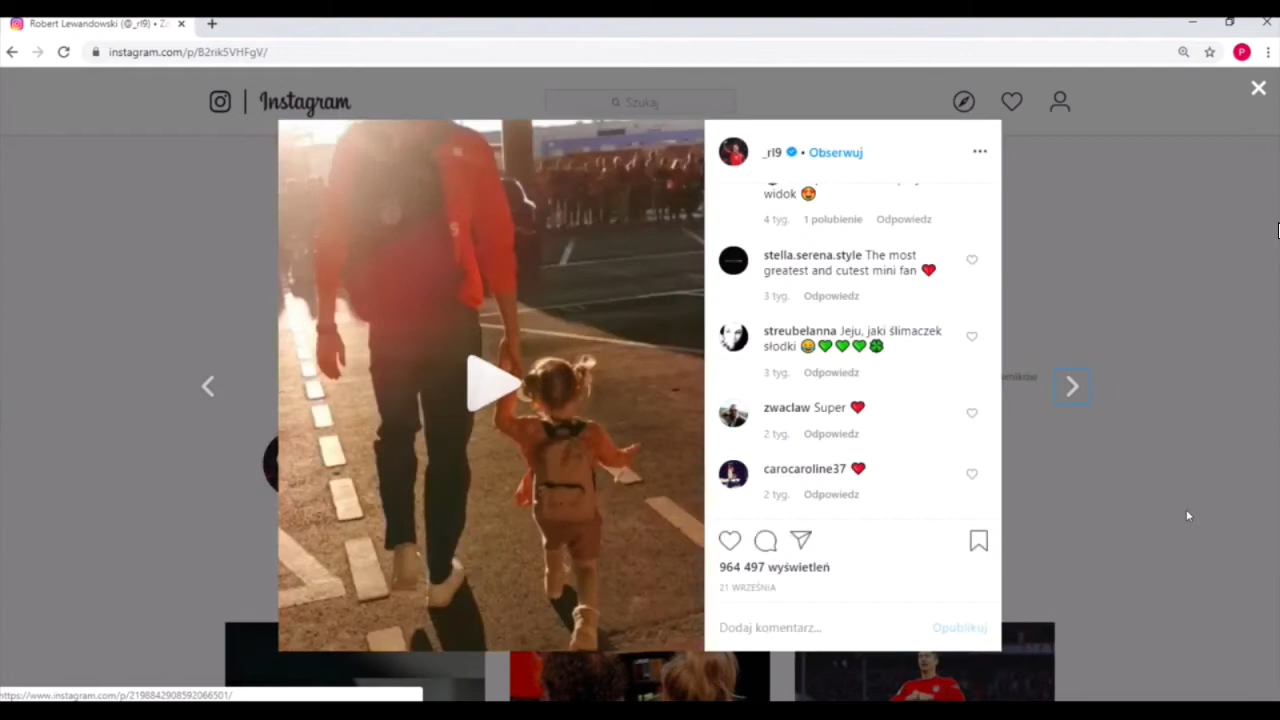 Robert Lewandowski (@_rl9) • Z
instagram.com/p/B2rik5VHFgV/
P
Instagram
Szukaj
_rl9 • Obserwuj
widok 😍
4 tyg. 1 polubienie Odpowiedz
stella.serena.style The most
greatest and cutest mini fan ❤️
3 tyg. Odpowiedz
streubelanna Jeju, jaki ślimaczek
słodki 😂💚💚💚🍀
3 tyg. Odpowiedz
zwaclaw Super ❤️
2 tyg. Odpowiedz
carocaroline37 ❤️
2 tyg. Odpowiedz
964 497 wyświetleń
21 WRZEŚNIA
Dodaj komentarz...
Opublikuj
https://www.instagram.com/p/2198842908592066501/